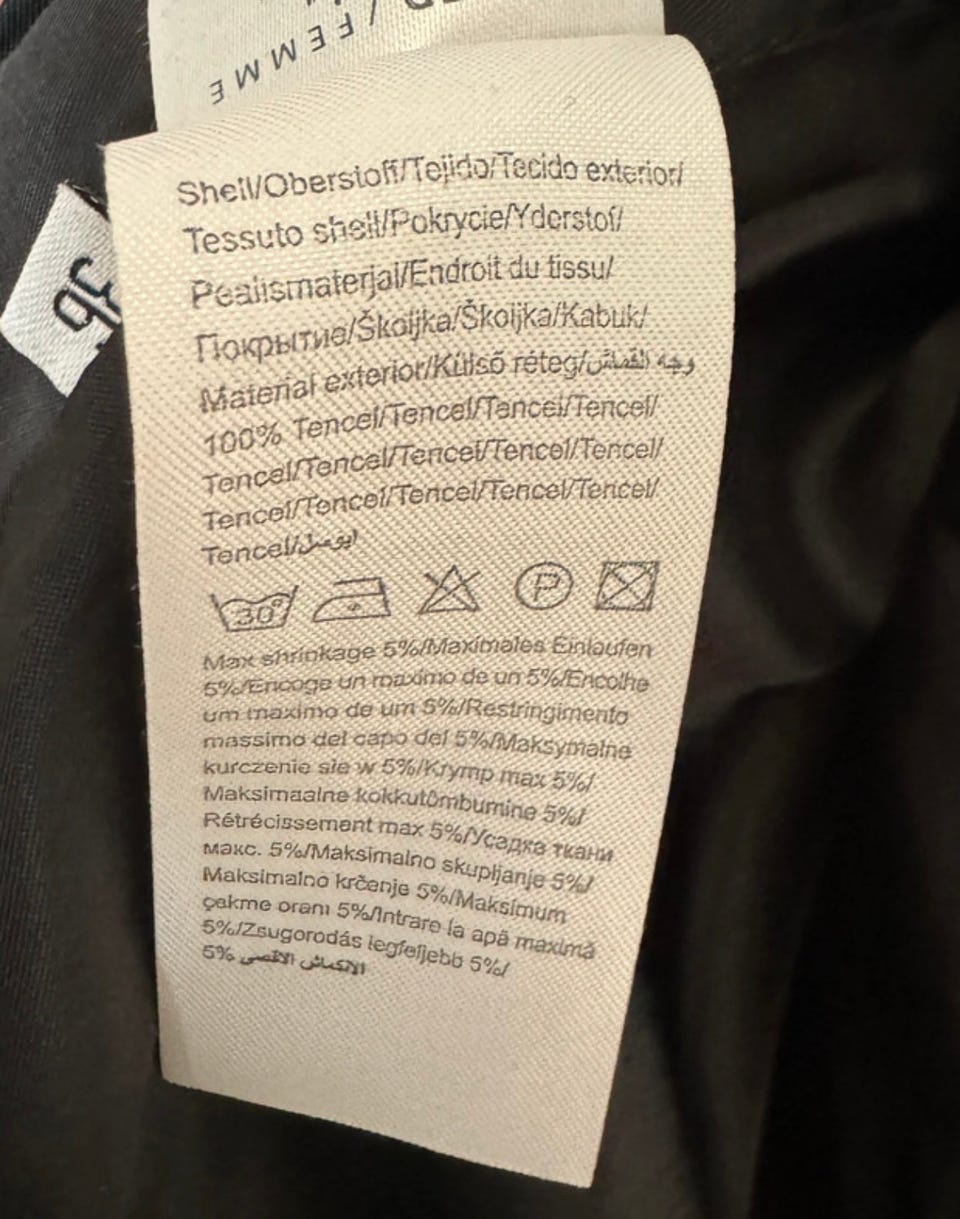 / FEMME
36
Shell/Oberstoff/Tejido/Tecido exterior/
Tessuto shell/Pokrycie/Yderstof/
Pealismaterjal/Endroit du tissu/
Покрытие/Školjka/Školjka/Kabuk/
Material exterior/Külső réteg/وجه القماش
100% Tencel/Tencel/Tencel/Tencel/
Tencel/Tencel/Tencel/Tencel/Tencel/
Tencel/Tencel/Tencel/Tencel/Tencel/
Tencel/
30°
P
Max shrinkage 5%/Maximales Einlaufen
5%/Encoge un maximo de un 5%/Encolhe
um maximo de um 5%/Restringimento
massimo del capo del 5%/Maksymalne
kurczenie sie w 5%/Krymp max 5%/
Maksimaalne kokkutõmbumine 5%/
Rétrécissement max 5%/Усадка ткани
макс. 5%/Maksimalno skupljanje 5%/
Maksimalno krčenje 5%/Maksimum
çekme oranı 5%/Intrare la apă maximă
5%/Zsugorodás legfeljebb 5%/
5% الانكماش الاقصى